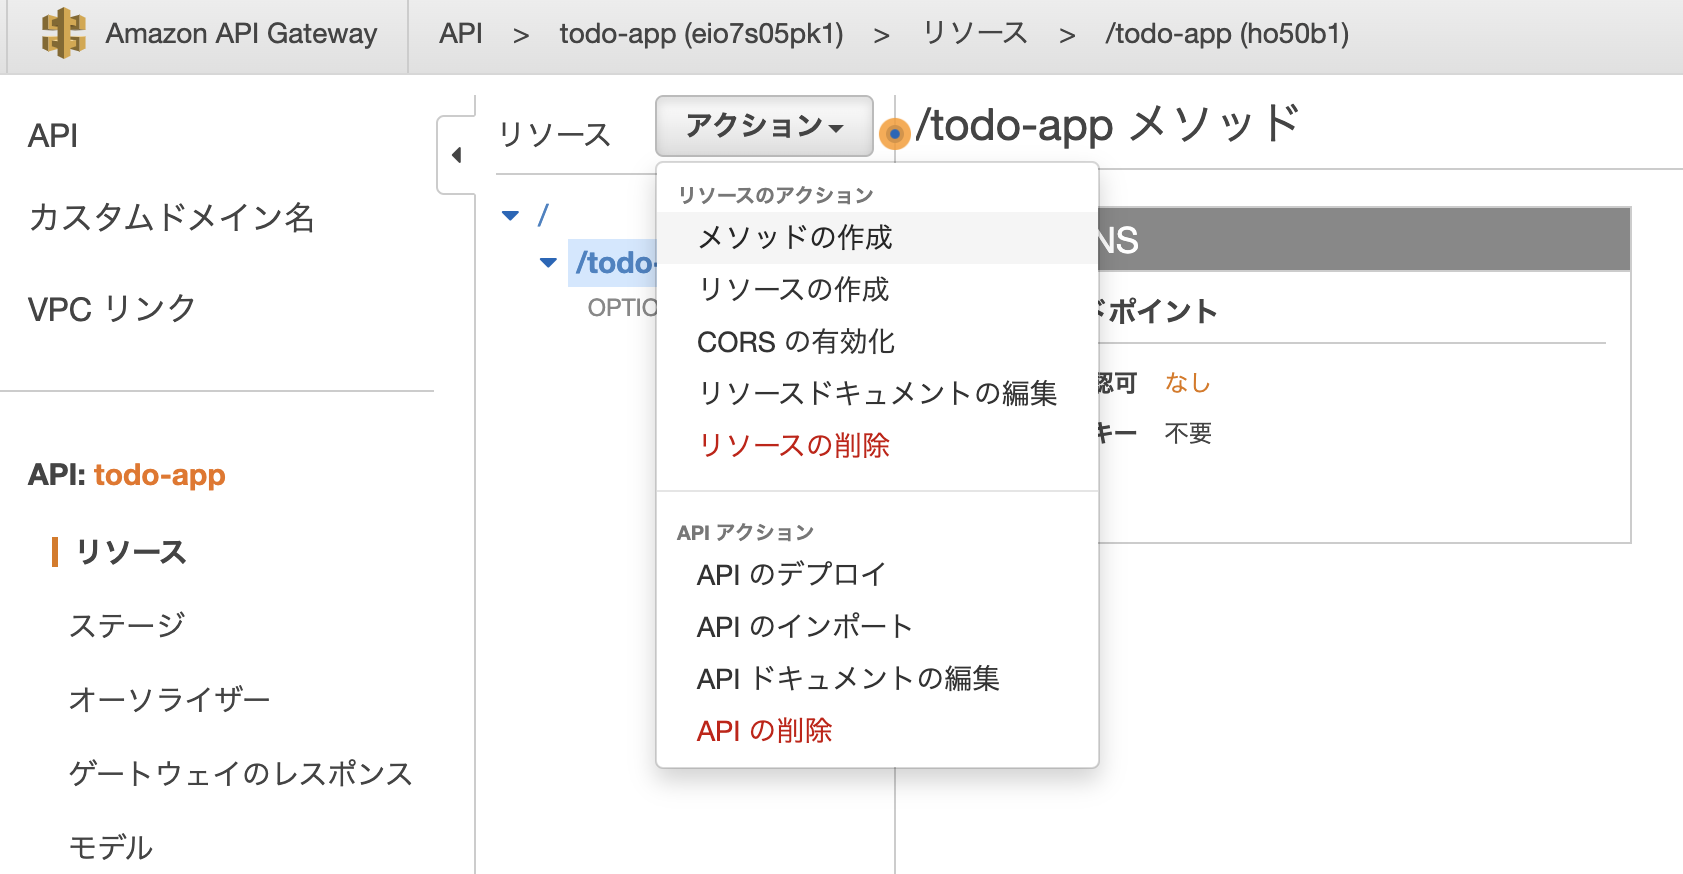 Amazon API Gateway
API > todo-app (eio7s05pk1) > リソース > /todo-app (ho50b1)
API
カスタムドメイン名
VPC リンク
API: todo-app
リソース
ステージ
オーソライザー
ゲートウェイのレスポンス
モデル
リソース
アクション
/
/todo-
OPTIO
リソースのアクション
メソッドの作成
リソースの作成
CORS の有効化
リソースドキュメントの編集
リソースの削除
API アクション
API のデプロイ
API のインポート
API ドキュメントの編集
API の削除
/todo-app メソッド
NS
ドポイント
認可 なし
キー 不要